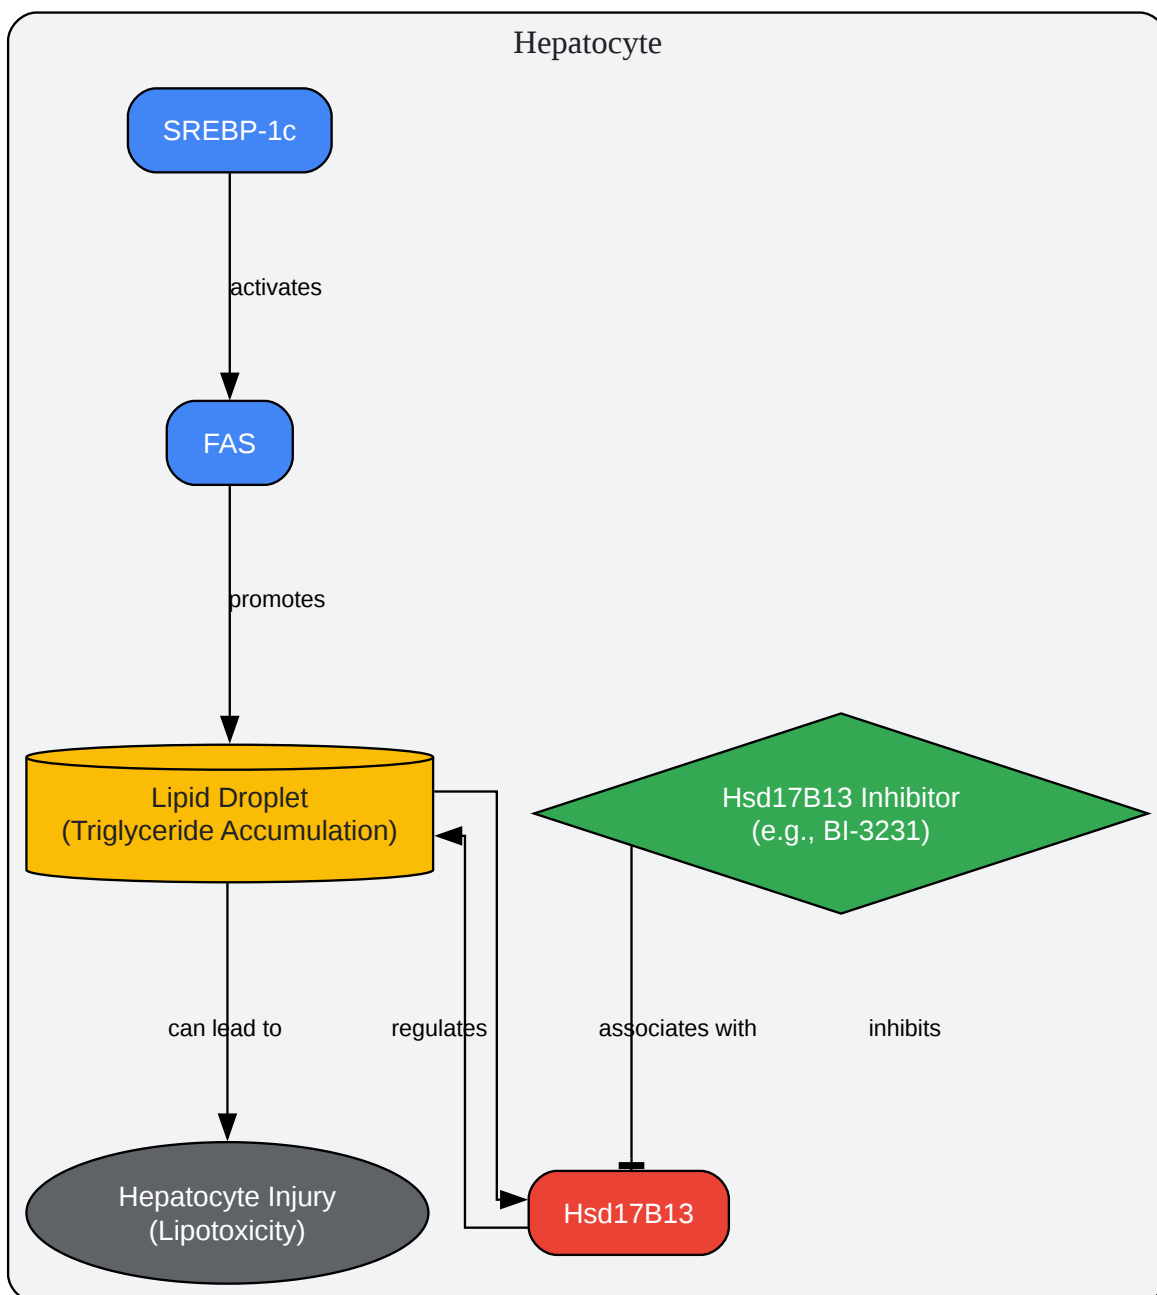 Hepatocyte
SREBP-1c
activates
FAS
promotes
Lipid Droplet
(Triglyceride Accumulation)
Hsd17B13 Inhibitor
(e.g., BI-3231)
can lead to
regulates
associates with
inhibits
Hepatocyte Injury
(Lipotoxicity)
Hsd17B13